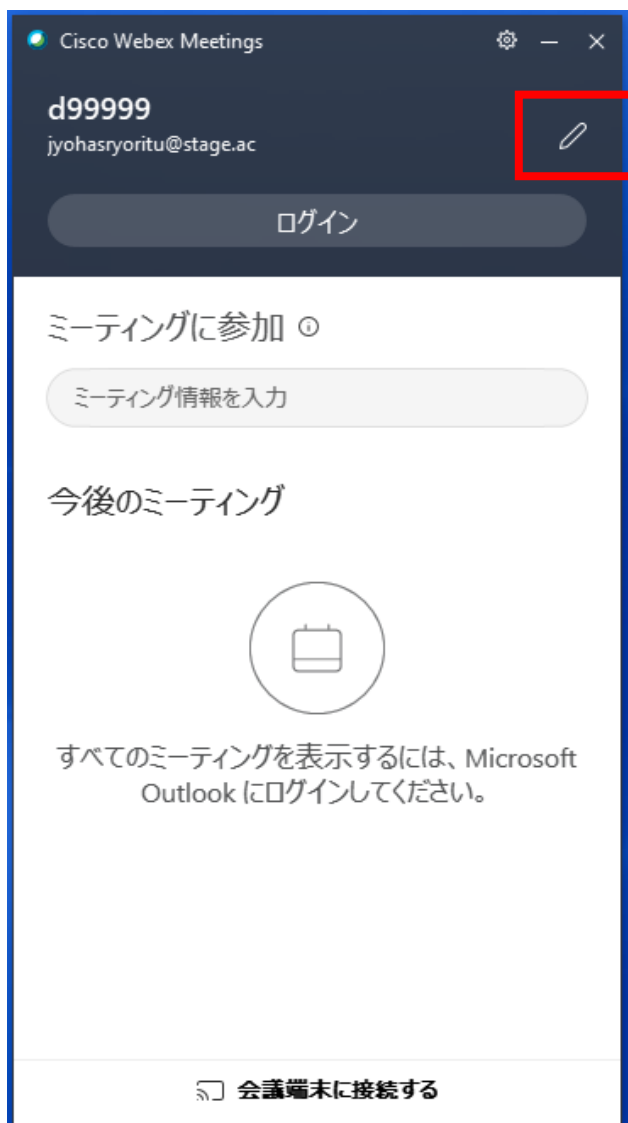 Cisco Webex Meetings
d99999
jyohasryoritu@stage.ac
ログイン
ミーティングに参加
ミーティング情報を入力
今後のミーティング
すべてのミーティングを表示するには、Microsoft
Outlook にログインしてください。
会議端末に接続する